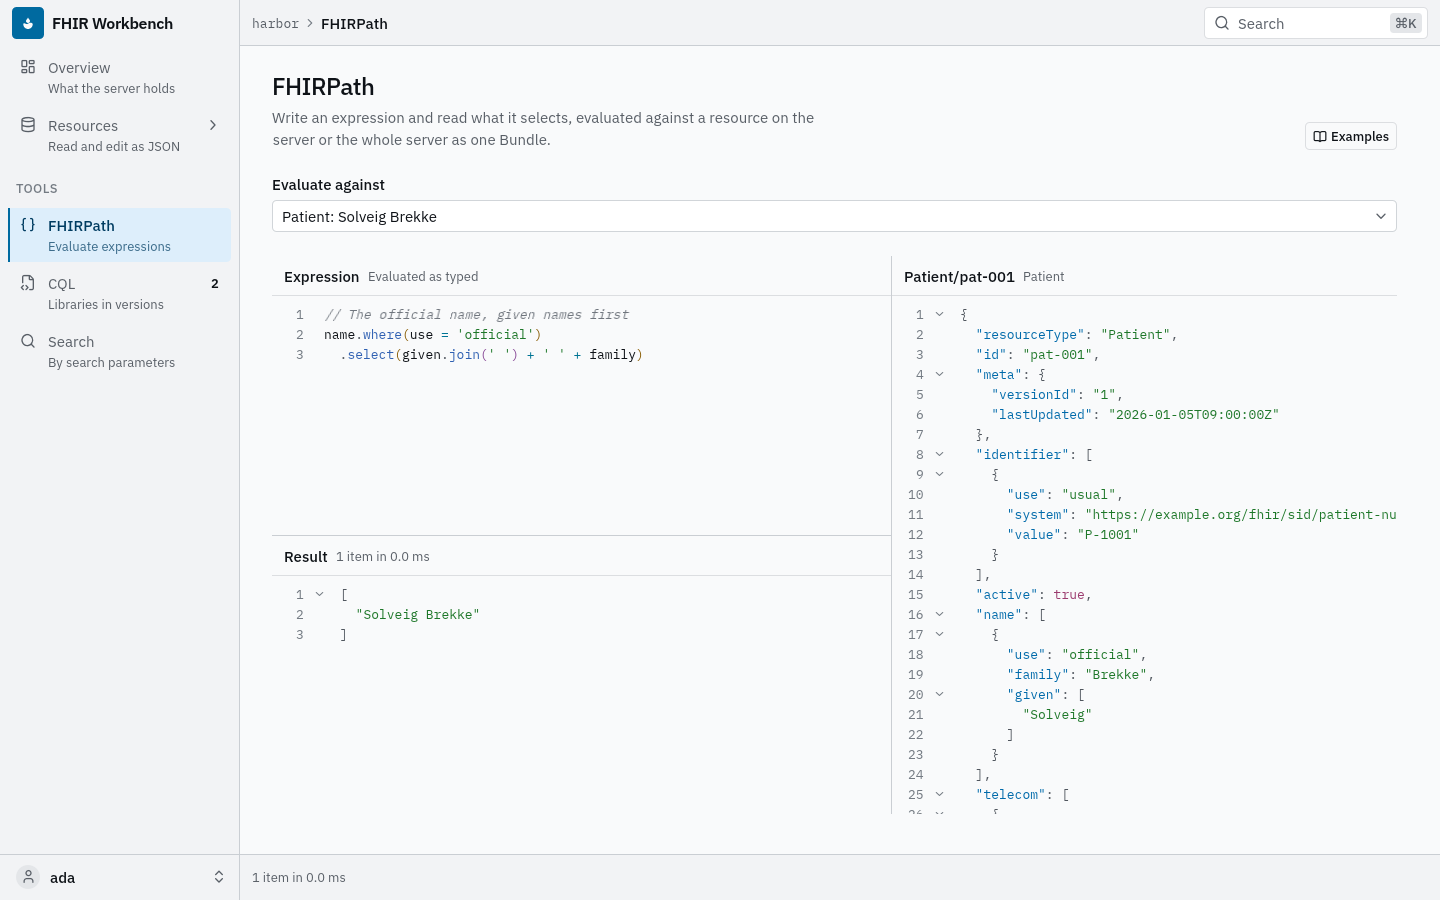 FHIR Workbench
Overview
What the server holds
Resources
Read and edit as JSON
TOOLS
FHIRPath
Evaluate expressions
CQL
2
Libraries in versions
Search
By search parameters
ada
harbor
FHIRPath
Search
⌘K
FHIRPath
Write an expression and read what it selects, evaluated against a resource on the
server or the whole server as one Bundle.
Examples
Evaluate against
Patient: Solveig Brekke
Expression Evaluated as typed
1 // The official name, given names first
2 name.where(use = 'official')
3 .select(given.join(' ') + ' ' + family)
Result 1 item in 0.0 ms
1 [
2 "Solveig Brekke"
3 ]
Patient/pat-001 Patient
1 {
2 "resourceType": "Patient",
3 "id": "pat-001",
4 "meta": {
5 "versionId": "1",
6 "lastUpdated": "2026-01-05T09:00:00Z"
7 },
8 "identifier": [
9 {
10 "use": "usual",
11 "system": "https://example.org/fhir/sid/patient-nu
12 "value": "P-1001"
13 }
14 ],
15 "active": true,
16 "name": [
17 {
18 "use": "official",
19 "family": "Brekke",
20 "given": [
21 "Solveig"
22 ]
23 }
24 ],
25 "telecom": [
26 {
1 item in 0.0 ms